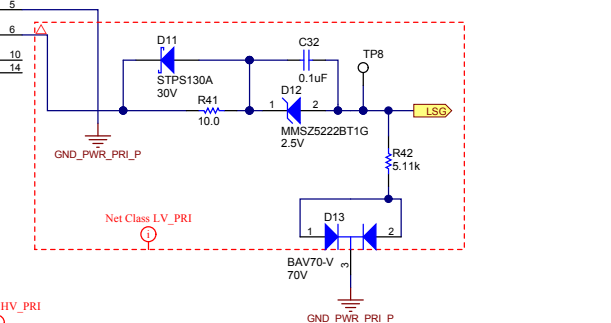 5
6
10
14
D11
STPS130A
30V
C32
0.1uF
TP8
R41
10.0
D12
1
2
MMSZ5222BT1G
2.5V
LSG
GND_PWR_PRI_P
R42
5.11k
Net Class LV_PRI
i
D13
1
2
BAV70-V
70V
3
HV_PRI
GND_PWR_PRI_P